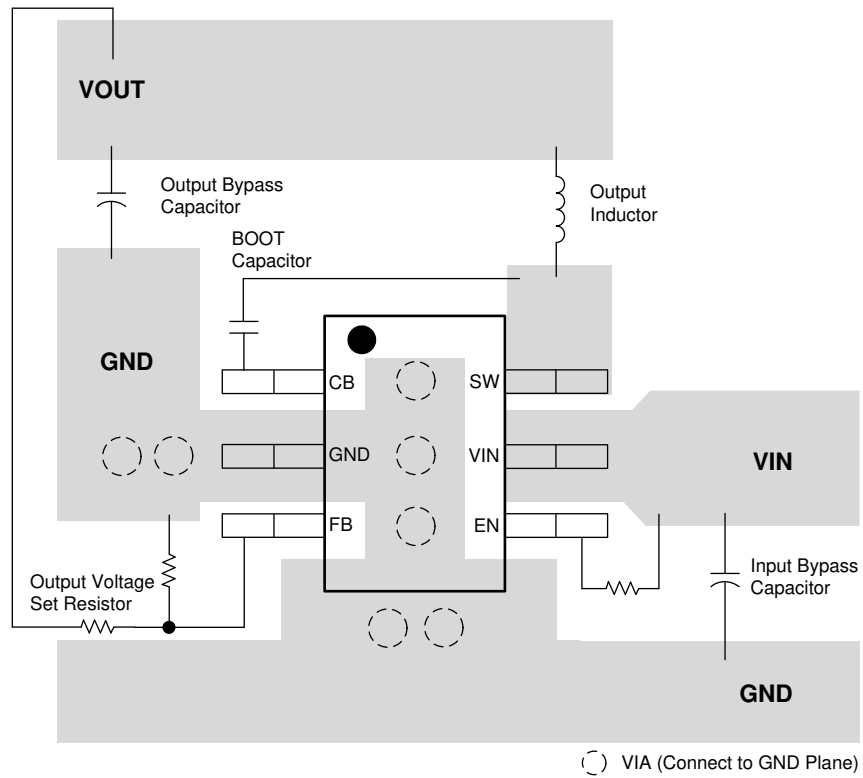 VOUT
Output Bypass
Capacitor
Output
Inductor
BOOT
Capacitor
GND
CB
SW
GND
VIN
VIN
FB
EN
Output Voltage
Set Resistor
Input Bypass
Capacitor
GND
VIA (Connect to GND Plane)